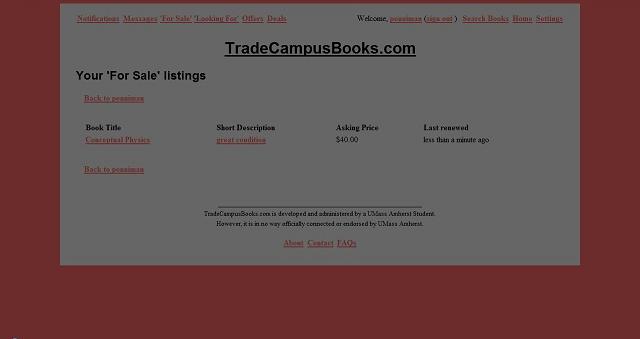 Notifications Messages 'For Sale' 'Looking For' Offers Deals Welcome, penniman (sign out ) Search Books Home Settings
TradeCampusBooks.com
Your 'For Sale' listings
Back to penniman
Book Title Short Description Asking Price Last renewed
Conceptual Physics great condition $40.00 less than a minute ago
Back to penniman
TradeCampusBooks.com is developed and administered by a UMass Amherst Student.
However, it is in no way officially connected or endorsed by UMass Amherst.
About Contact FAQs